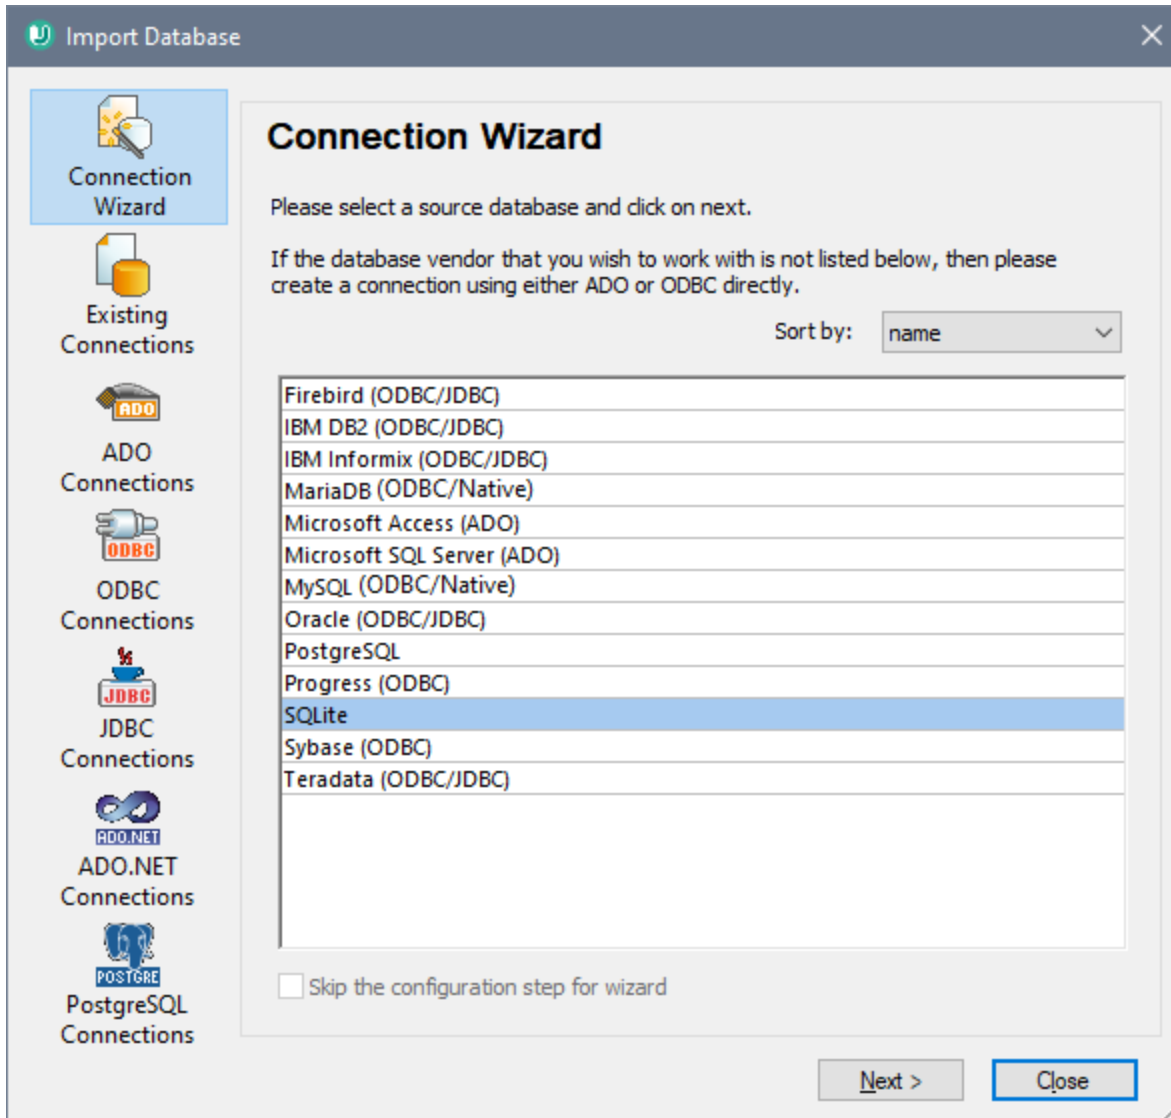 Import Database
Connection
Wizard
Existing
Connections
ADO
ADO
Connections
ODBC
ODBC
Connections
JDBC
JDBC
Connections
ADO.NET
ADO.NET
Connections
POSTGRE
PostgreSQL
Connections
Connection Wizard
Please select a source database and click on next.
If the database vendor that you wish to work with is not listed below, then please
create a connection using either ADO or ODBC directly.
Sort by: name
Firebird (ODBC/JDBC)
IBM DB2 (ODBC/JDBC)
IBM Informix (ODBC/JDBC)
MariaDB (ODBC/Native)
Microsoft Access (ADO)
Microsoft SQL Server (ADO)
MySQL (ODBC/Native)
Oracle (ODBC/JDBC)
PostgreSQL
Progress (ODBC)
SQLite
Sybase (ODBC)
Teradata (ODBC/JDBC)
Skip the configuration step for wizard
Next > Close